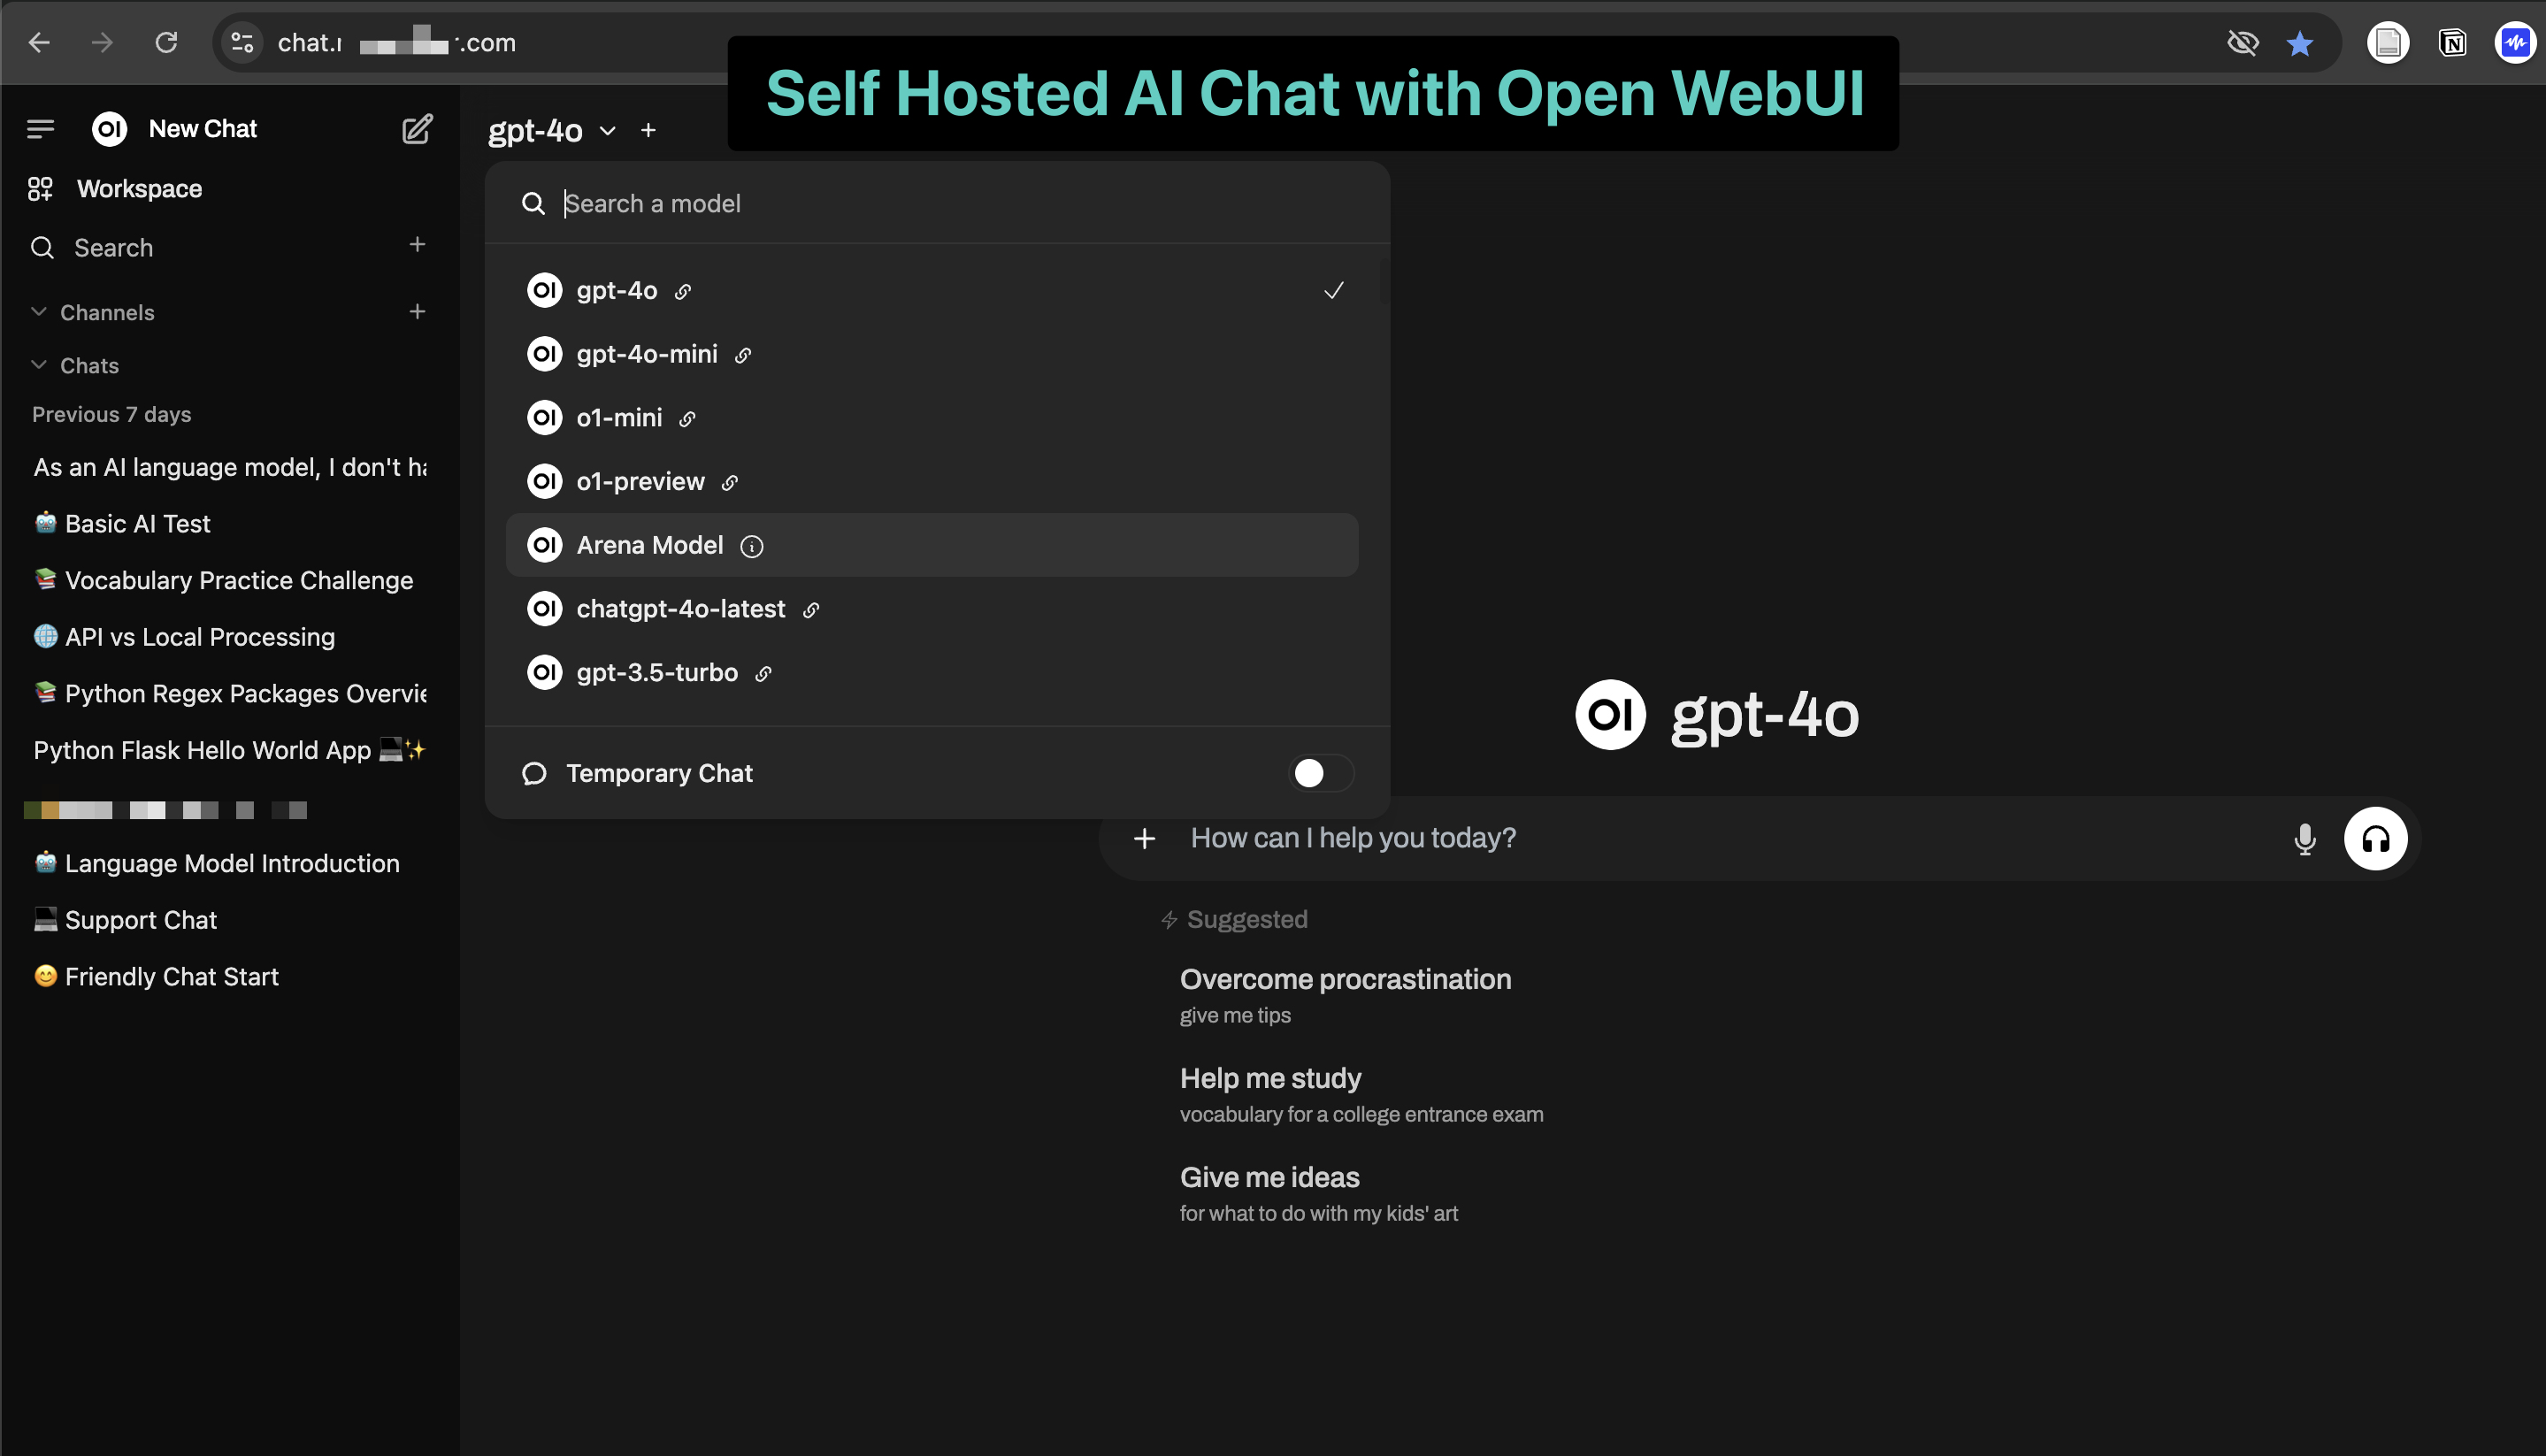 chat. .com
Self Hosted AI Chat with Open WebUI
New Chat
Workspace
Search
Channels
Chats
Previous 7 days
As an AI language model, I don't
Basic AI Test
Vocabulary Practice Challenge
API vs Local Processing
Python Regex Packages
Python Flask Hello World App
Language Model Introduction
Support Chat
Friendly Chat Start
gpt-4o
Search a model
OI gpt-4o
OI gpt-4o-mini
OI o1-mini
OI o1-preview
OI Arena Model
OI chatgpt-4o-latest
OI gpt-3.5-turbo
Temporary Chat
OI gpt-4o
How can I help you today?
Suggested
Overcome procrastination
give me tips
Help me study
vocabulary for a college entrance exam
Give me ideas
for what to do with my kids' art